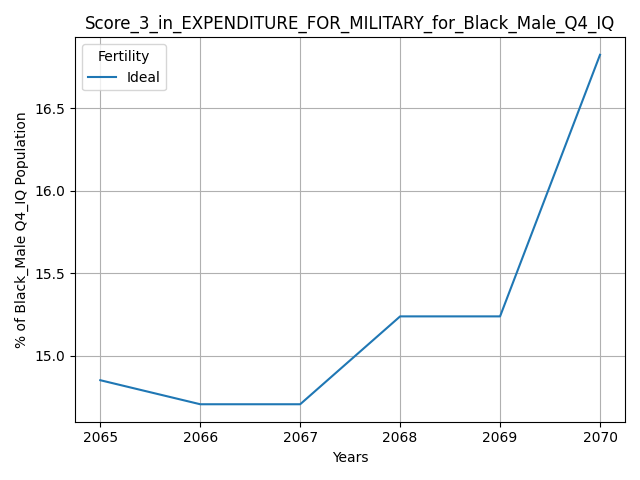 Score_3_in_EXPENDITURE_FOR_MILITARY_for_Black_Male_Q4_IQ
Fertility
Ideal
% of Black_Male Q4_IQ Population
16.5
16.0
15.5
15.0
2065 2066 2067 2068 2069 2070
Years